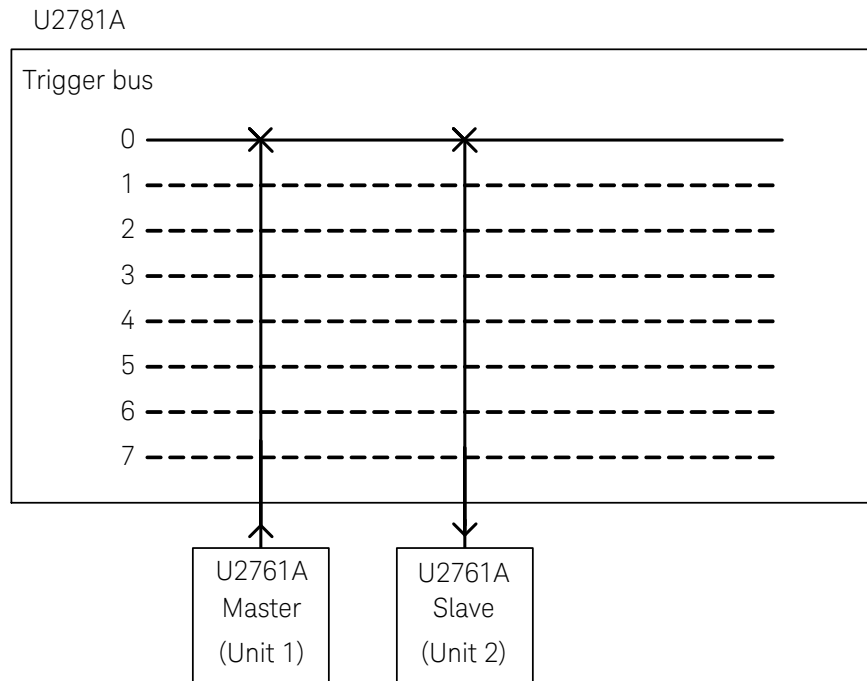 U2781A
Trigger bus
0
1
2
3
4
5
6
7
U2761A
Master
(Unit 1)
U2761A
Slave
(Unit 2)